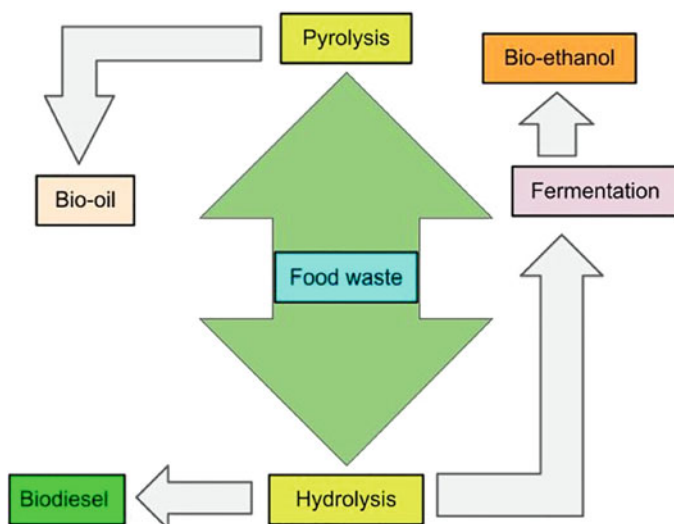 Pyrolysis
Bio-ethanol
Bio-oil
Fermentation
Food waste
Biodiesel
Hydrolysis